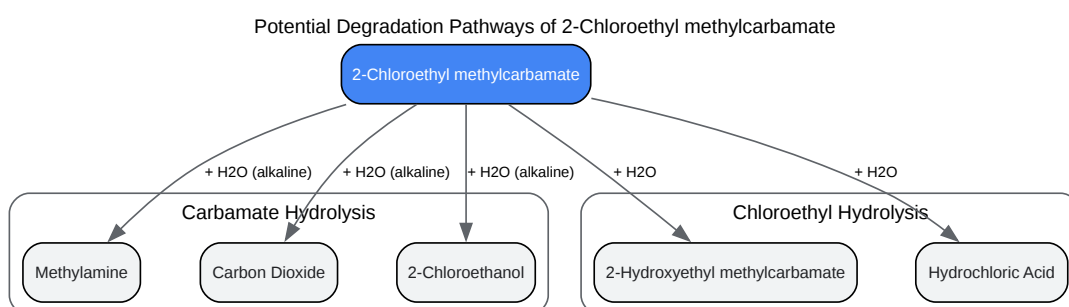 Potential Degradation Pathways of 2-Chloroethyl methylcarbamate
2-Chloroethyl methylcarbamate
+ H2O (alkaline) + H2O (alkaline) + H2O (alkaline) + H2O + H2O
Carbamate Hydrolysis Chloroethyl Hydrolysis
Methylamine Carbon Dioxide 2-Chloroethanol 2-Hydroxyethyl methylcarbamate Hydrochloric Acid